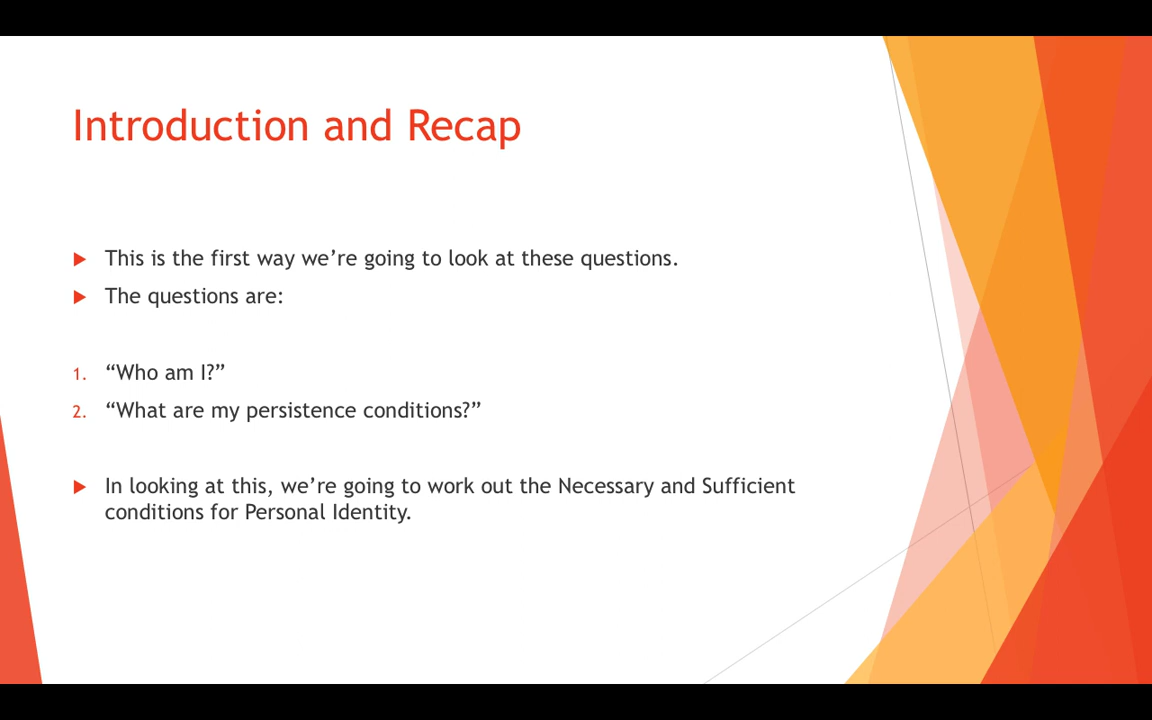 Introduction and Recap
This is the first way we’re going to look at these questions.
The questions are:
1. “Who am I?”
2. “What are my persistence conditions?”
In looking at this, we’re going to work out the Necessary and Sufficient
conditions for Personal Identity.